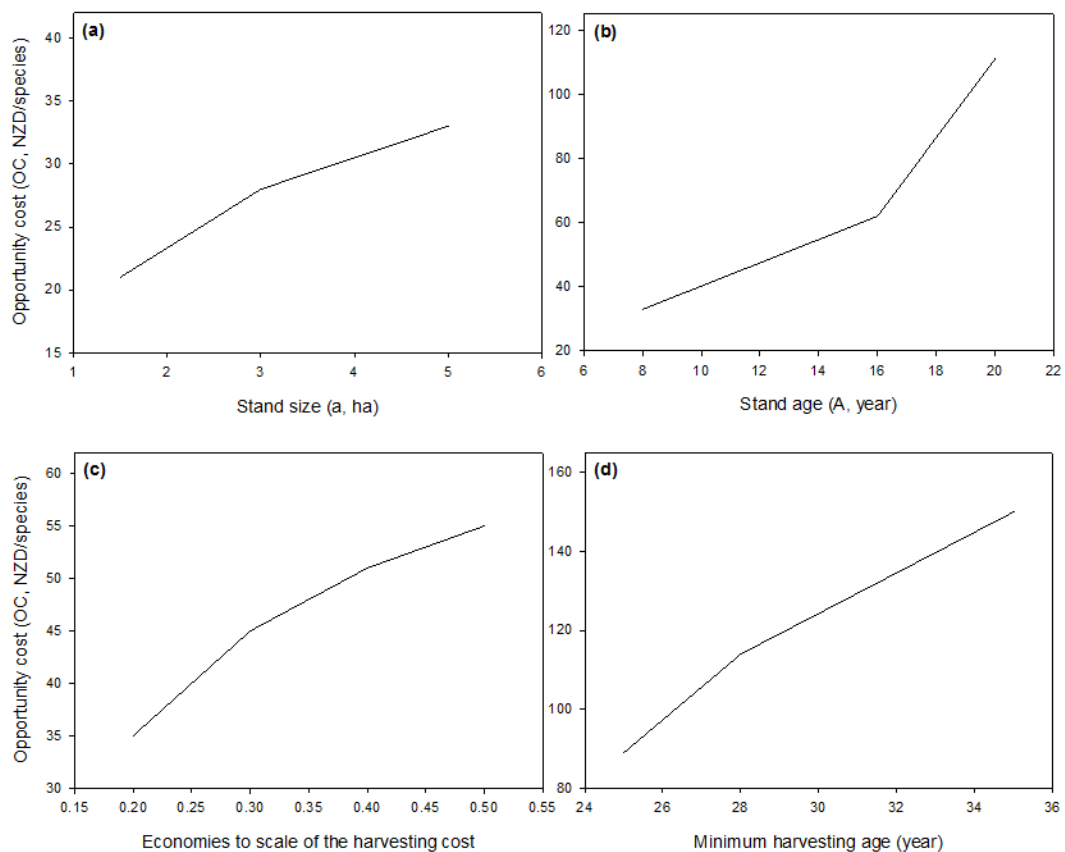 (a)
Opportunity cost (OC, NZD/species)
40
35
30
25
20
15
1 2 3 4 5 6
Stand size (a, ha)
(b)
120
100
80
60
40
20
6 8 10 12 14 16 18 20 22
Stand age (A, year)
(c)
Opportunity cost (OC, NZD/species)
60
55
50
45
40
35
30
0.15 0.20 0.25 0.30 0.35 0.40 0.45 0.50 0.55
Economies to scale of the harvesting cost
(d)
160
140
120
100
80
24 26 28 30 32 34 36
Minimum harvesting age (year)